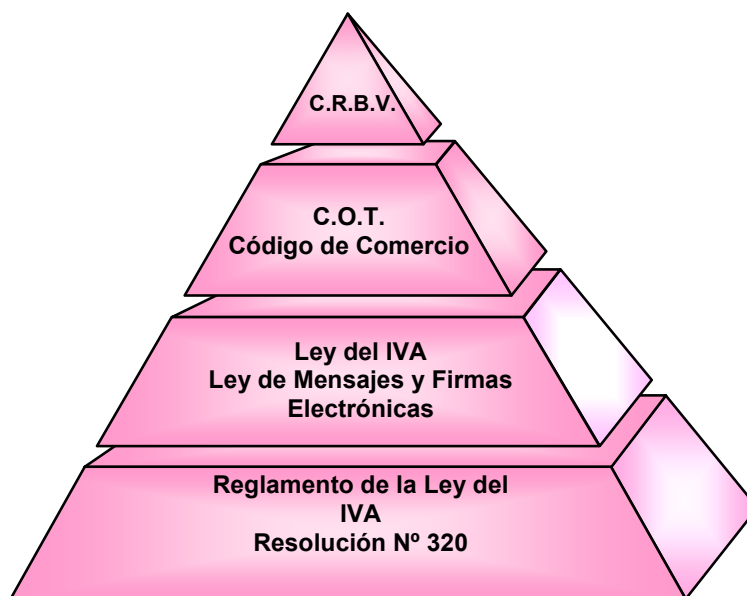 C.R.B.V.
C.O.T.
Código de Comercio
Ley del IVA
Ley de Mensajes y Firmas
Electrónicas
Reglamento de la Ley del
IVA
Resolución Nº 320